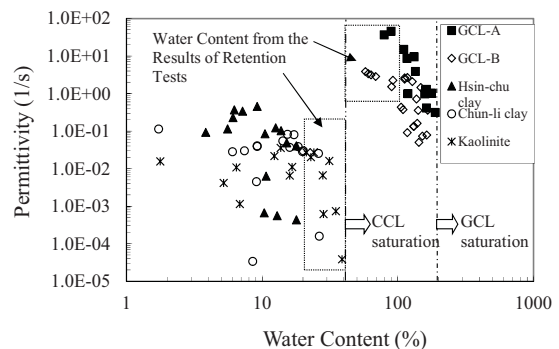 Permittivity (1/s)
1.0E+02
1.0E+01
1.0E+00
1.0E-01
1.0E-02
1.0E-03
1.0E-04
1.0E-05
Water Content from the
Results of Retention
Tests
GCL-A
GCL-B
Hsin-chu
clay
Chun-li clay
Kaolinite
CCL
saturation
GCL
saturation
1
10
100
1000
Water Content (%)